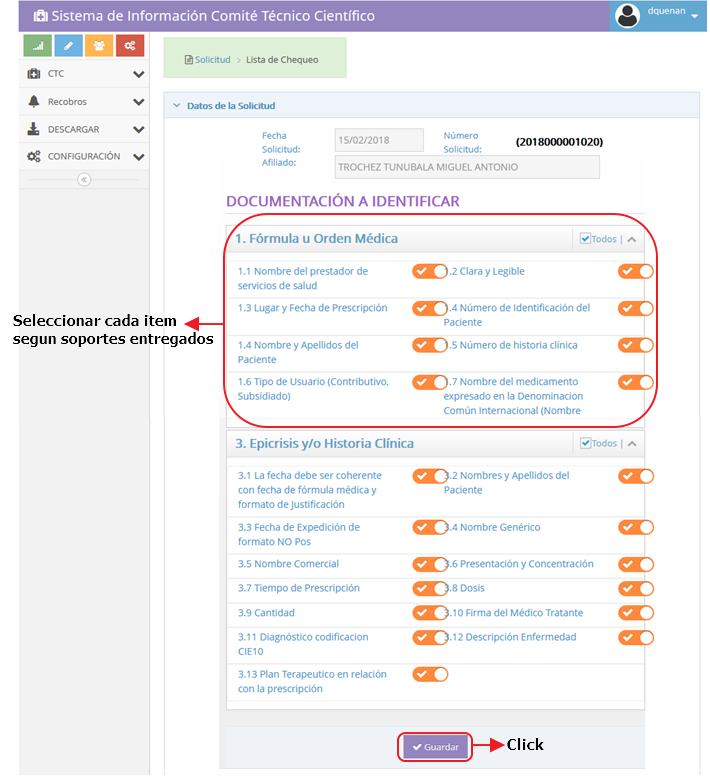 Sistema de Información Comité Técnico Científico
dquenan
CTC
Recobros
DESCARGAR
CONFIGURACIÓN
Solicitud > Lista de Chequeo
Datos de la Solicitud
Fecha
Solicitud:
15/02/2018
Número
Solicitud:
(2018000001020)
Afiliado:
TROCHEZ TUNUBALA MIGUEL ANTONIO
DOCUMENTACIÓN A IDENTIFICAR
1. Fórmula u Orden Médica
Todos |
1.1 Nombre del prestador de
servicios de salud
1.2 Clara y Legible
1.3 Lugar y Fecha de Prescripción
1.4 Número de Identificación del
Paciente
1.4 Nombre y Apellidos del
Paciente
1.5 Número de historia clínica
1.6 Tipo de Usuario (Contributivo,
Subsidiado)
1.7 Nombre del medicamento
expresado en la Denominacion
Común Internacional (Nombre
Seleccionar cada item
segun soportes entregados
3. Epicrisis y/o Historia Clínica
Todos |
3.1 La fecha debe ser coherente
con fecha de fórmula médica y
formato de Justificación
3.2 Nombres y Apellidos del
Paciente
3.3 Fecha de Expedición de
formato NO Pos
3.4 Nombre Genérico
3.5 Nombre Comercial
3.6 Presentación y Concentración
3.7 Tiempo de Prescripción
3.8 Dosis
3.9 Cantidad
3.10 Firma del Médico Tratante
3.11 Diagnóstico codificacion
CIE10
3.12 Descripción Enfermedad
3.13 Plan Terapeutico en relación
con la prescripción
Guardar
Click